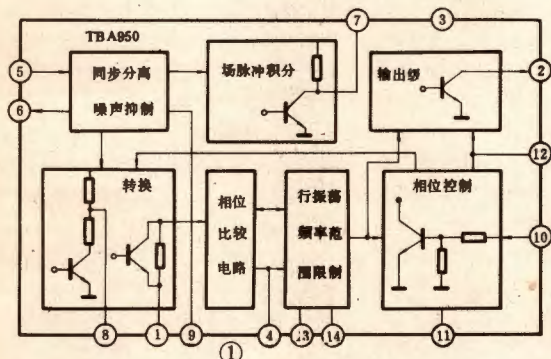 ⑦
③
TBA950
⑤
同步分离
场脉冲积分
输出级
②
⑥
噪声抑制
⑫
转换
相位
行振荡
相位控制
比较
频率范
⑩
电路
围限制
⑧
①
⑨
④
⑬
⑭
⑪
①